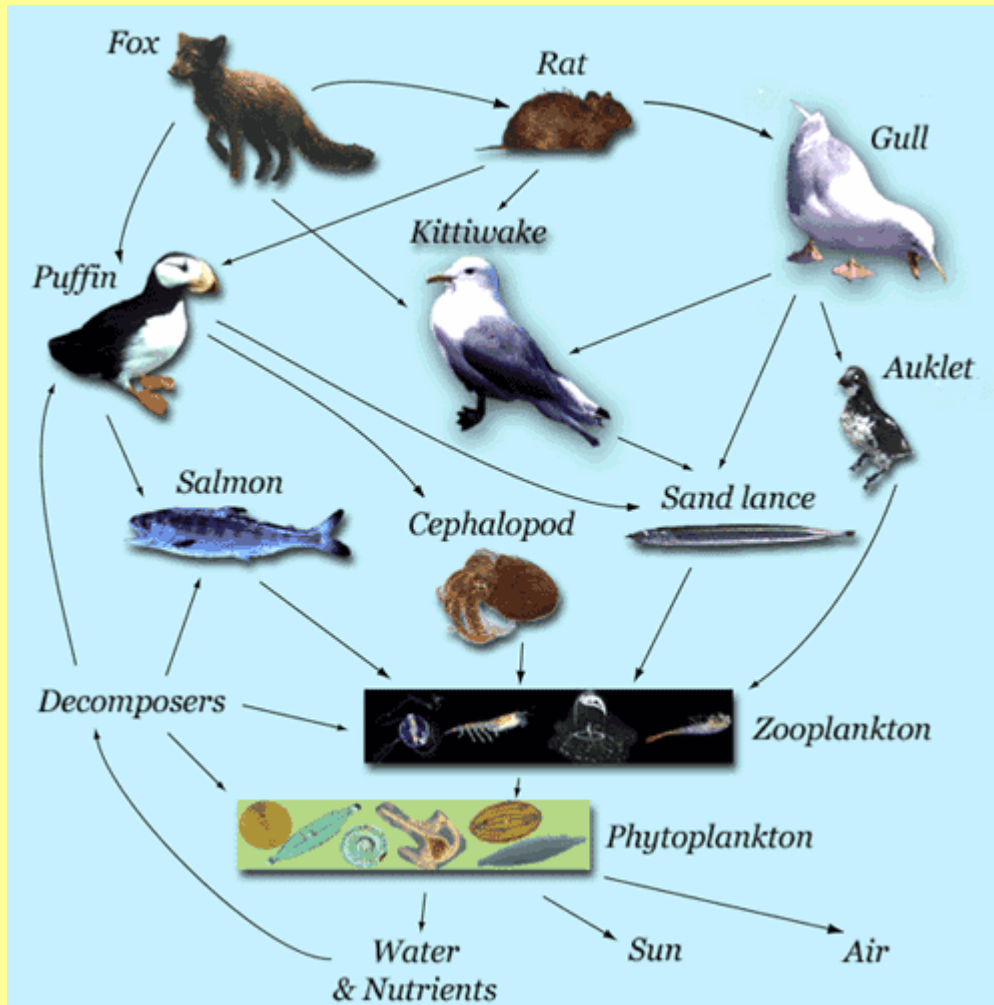 Fox
Rat
Gull
Kittiwake
Puffin
Auklet
Salmon
Sand lance
Cephalopod
Decomposers
Zooplankton
Phytoplankton
Water
& Nutrients
Sun
Air